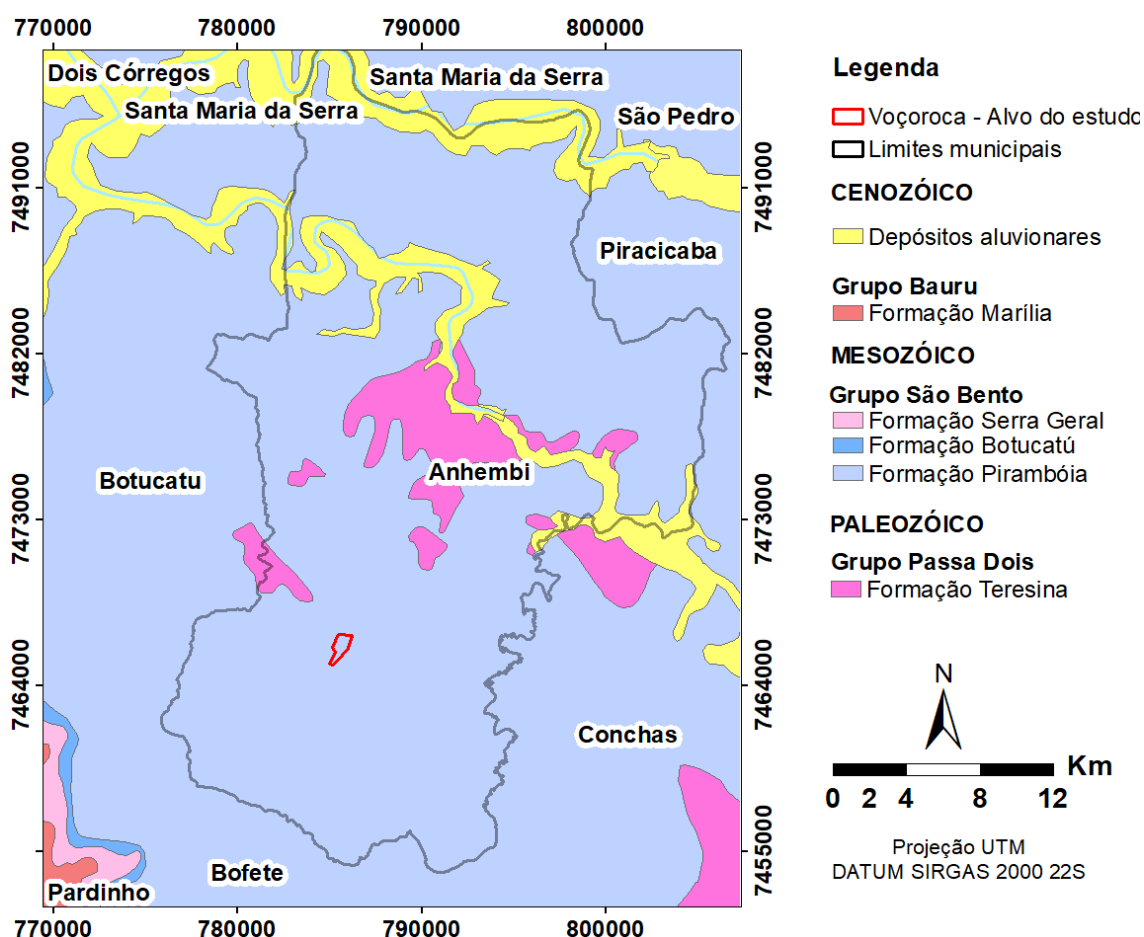 770000 780000 790000 800000
Dois Córregos
Santa Maria da Serra
Santa Maria da Serra
São Pedro
7491000
7491000
Piracicaba
7482000
7482000
Botucatu
Anhembi
7473000
7473000
7464000
7464000
Conchas
7455000
7455000
Bofete
Pardinho
770000 780000 790000 800000
Legenda
Voçoroca - Alvo do estudo
Limites municipais
CENOZÓICO
Depósitos aluvionares
Grupo Bauru
Formação Marília
MESOZÓICO
Grupo São Bento
Formação Serra Geral
Formação Botucatú
Formação Pirambóia
PALEOZÓICO
Grupo Passa Dois
Formação Teresina
N
Km
0 2 4 8 12
Projeção UTM
DATUM SIRGAS 2000 22S